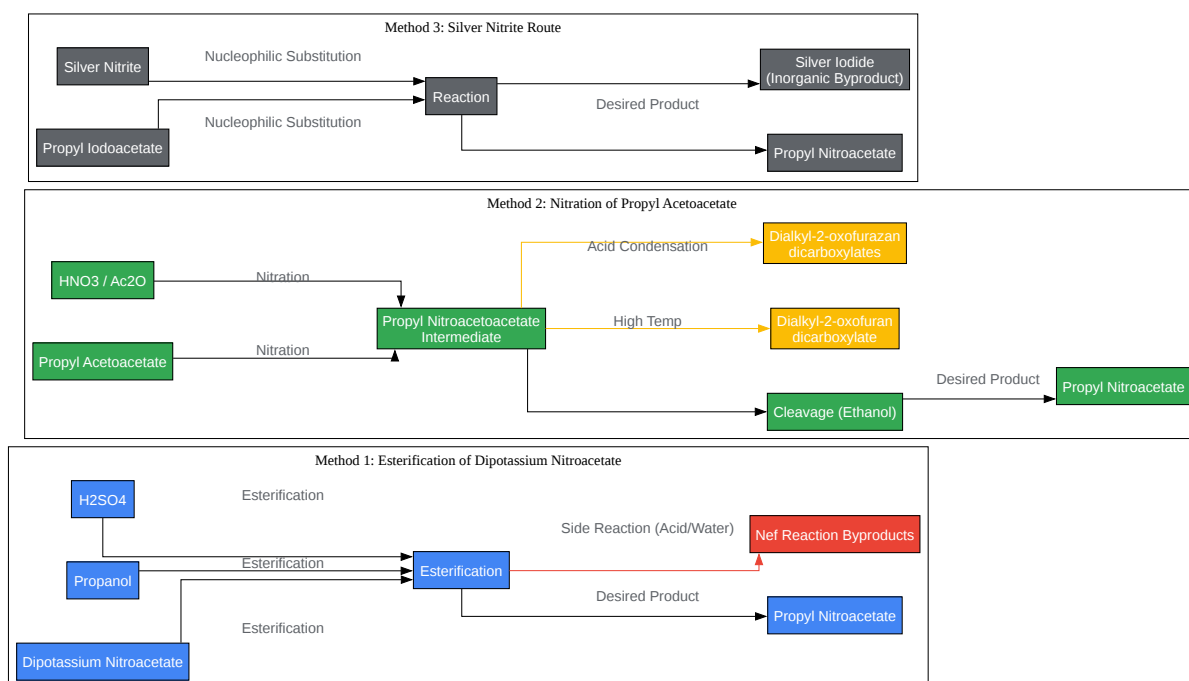 Method 3: Silver Nitrite Route
Silver Nitrite
Nucleophilic Substitution
Silver Iodide
(Inorganic Byproduct)
Reaction
Desired Product
Nucleophilic Substitution
Propyl Iodoacetate
Propyl Nitroacetate
Method 2: Nitration of Propyl Acetoacetate
Acid Condensation
Dialkyl-2-oxofurazan
dicarboxylates
HNO3 / Ac2O
Nitration
Propyl Nitroacetoacetate
Intermediate
High Temp
Dialkyl-2-oxofuran
dicarboxylate
Nitration
Propyl Acetoacetate
Desired Product
Propyl Nitroacetate
Cleavage (Ethanol)
Method 1: Esterification of Dipotassium Nitroacetate
H2SO4
Esterification
Side Reaction (Acid/Water)
Nef Reaction Byproducts
Propanol
Esterification
Esterification
Desired Product
Propyl Nitroacetate
Esterification
Dipotassium Nitroacetate